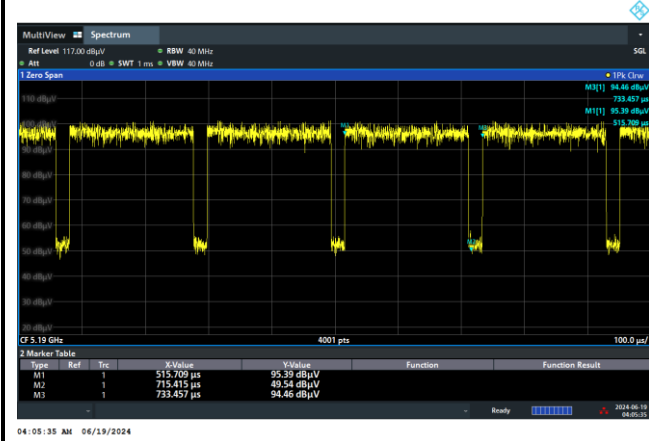 MultiView Spectrum
Ref Level 117.00 dBµV RBW 40 MHz SGL
Att 0 dB SWT 1 ms VBW 40 MHz
1 Zero Span 1Pk Clrw
M3[1] 94.46 dBµV
733.457 µs
M1[1] 95.39 dBµV
515.709 µs
110 dBµV
100 dBµV
90 dBµV
80 dBµV
70 dBµV
60 dBµV
50 dBµV
40 dBµV
30 dBµV
20 dBµV
CF 5.19 GHz 4001 pts 100.0 µs/
2 Marker Table
Type Ref Trc X-Value Y-Value Function Function Result
M1 1 515.709 µs 95.39 dBµV
M2 1 715.415 µs 49.54 dBµV
M3 1 733.457 µs 94.46 dBµV
Ready 2024-06-19
04:05:35
04:05:35 AM 06/19/2024